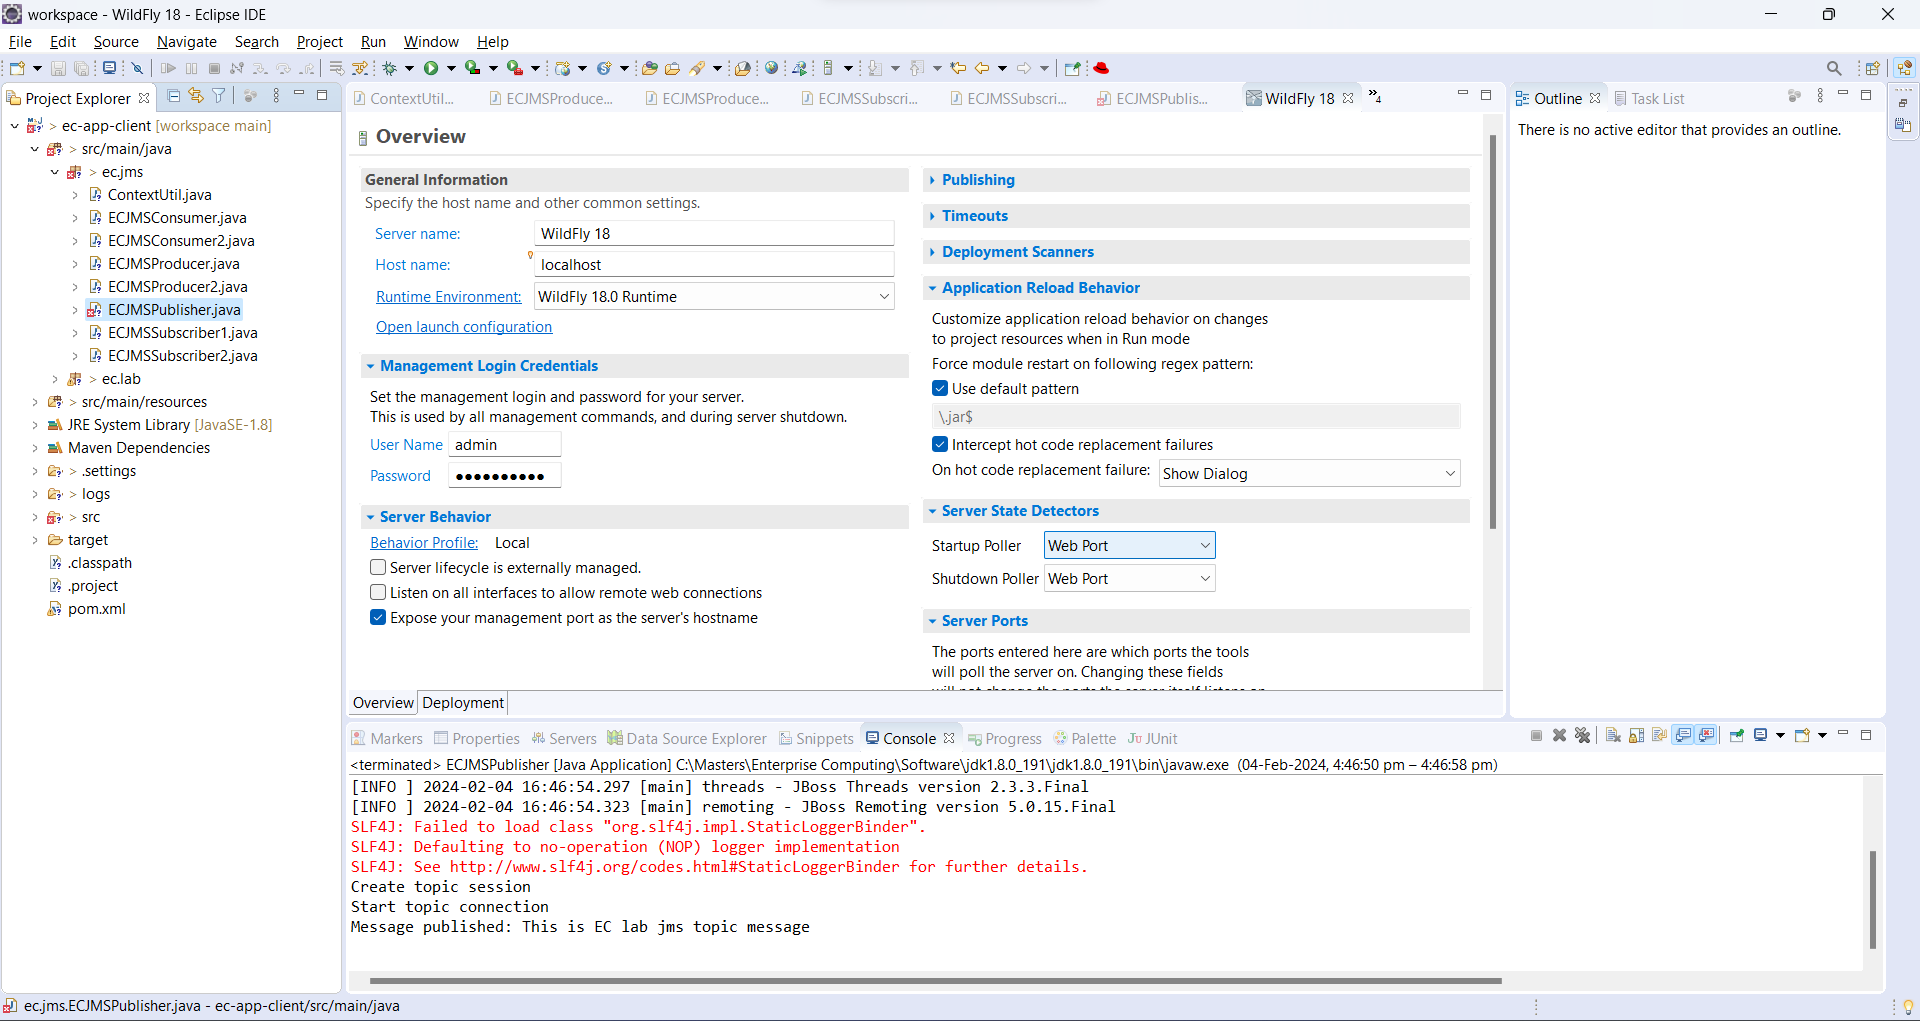 workspace - WildFly 18 - Eclipse IDE
File Edit Source Navigate Search Project Run Window Help
Project Explorer
ec-app-client [workspace main]
src/main/java
ec.jms
ContextUtil.java
ECJMSConsumer.java
ECJMSConsumer2.java
ECJMSProducer.java
ECJMSProducer2.java
ECJMSPublisher.java
ECJMSSubscriber1.java
ECJMSSubscriber2.java
ec.lab
src/main/resources
JRE System Library [JavaSE-1.8]
Maven Dependencies
.settings
logs
src
target
.classpath
.project
pom.xml
ContextUtil... ECJMSProduce... ECJMSProduce... ECJMSSubscri... ECJMSSubscri... ECJMSPublis... WildFly 18 »4
Overview
General Information
Specify the host name and other common settings.
Server name: WildFly 18
Host name: localhost
Runtime Environment: WildFly 18.0 Runtime
Open launch configuration
Management Login Credentials
Set the management login and password for your server.
This is used by all management commands, and during server shutdown.
User Name admin
Password ●●●●●●●●●●
Server Behavior
Behavior Profile: Local
Server lifecycle is externally managed.
Listen on all interfaces to allow remote web connections
Expose your management port as the server's hostname
Publishing
Timeouts
Deployment Scanners
Application Reload Behavior
Customize application reload behavior on changes
to project resources when in Run mode
Force module restart on following regex pattern:
Use default pattern
\.jar$
Intercept hot code replacement failures
On hot code replacement failure: Show Dialog
Server State Detectors
Startup Poller Web Port
Shutdown Poller Web Port
Server Ports
The ports entered here are which ports the tools
will poll the server on. Changing these fields
will not change the ports the server itself listens on
Overview Deployment
Outline Task List
There is no active editor that provides an outline.
Markers Properties Servers Data Source Explorer Snippets Console Progress Palette JUnit
<terminated> ECJMSPublisher [Java Application] C:\Masters\Enterprise Computing\Software\jdk1.8.0_191\jdk1.8.0_191\bin\javaw.exe (04-Feb-2024, 4:46:50 pm – 4:46:58 pm)
[INFO ] 2024-02-04 16:46:54.297 [main] threads - JBoss Threads version 2.3.3.Final
[INFO ] 2024-02-04 16:46:54.323 [main] remoting - JBoss Remoting version 5.0.15.Final
SLF4J: Failed to load class "org.slf4j.impl.StaticLoggerBinder".
SLF4J: Defaulting to no-operation (NOP) logger implementation
SLF4J: See http://www.slf4j.org/codes.html#StaticLoggerBinder for further details.
Create topic session
Start topic connection
Message published: This is EC lab jms topic message
ec.jms.ECJMSPublisher.java - ec-app-client/src/main/java